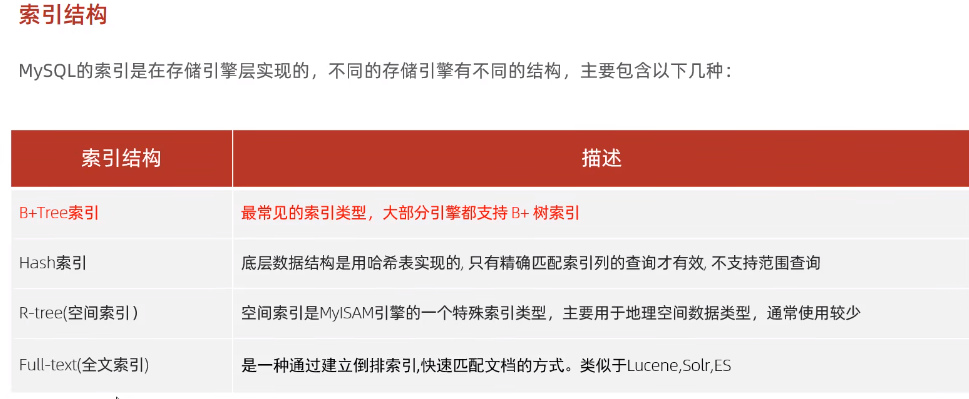 索引结构
MySQL的索引是在存储引擎层实现的，不同的存储引擎有不同的结构，主要包含以下几种：
索引结构 描述
B+Tree索引 最常见的索引类型，大部分引擎都支持 B+ 树索引
Hash索引 底层数据结构是用哈希表实现的, 只有精确匹配索引列的查询才有效, 不支持范围查询
R-tree(空间索引） 空间索引是MyISAM引擎的一个特殊索引类型，主要用于地理空间数据类型，通常使用较少
Full-text(全文索引) 是一种通过建立倒排索引,快速匹配文档的方式。类似于Lucene,Solr,ES